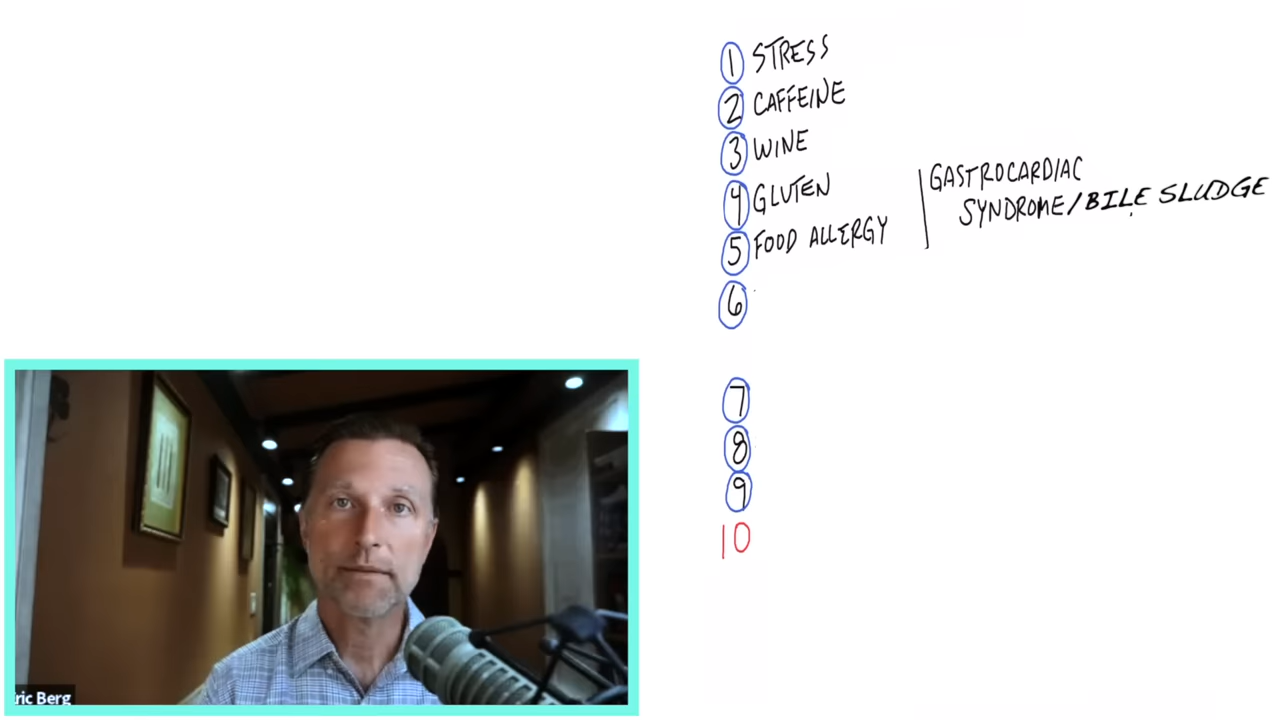 1 STRESS
2 CAFFEINE
3 WINE
4 GLUTEN
GASTROCARDIAC
SYNDROME/BILE SLUDGE
5 FOOD ALLERGY
6
7
8
9
10
ric Berg